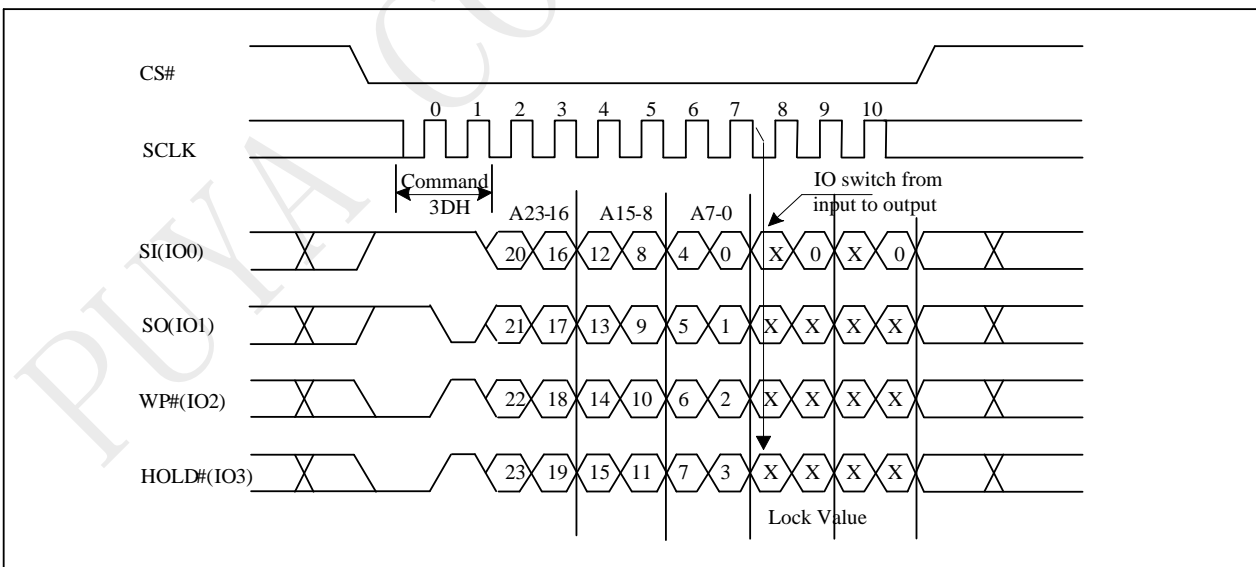 PUYA CO
CS#
0 1 2 3 4 5 6 7 8 9 10
SCLK
Command
3DH
IO switch from
input to output
A23-16 A15-8 A7-0
SI(IO0) 20 16 12 8 4 0 X 0 X 0
SO(IO1) 21 17 13 9 5 1 X X X X
WP#(IO2) 22 18 14 10 6 2 X X X X
HOLD#(IO3) 23 19 15 11 7 3 X X X X
Lock Value